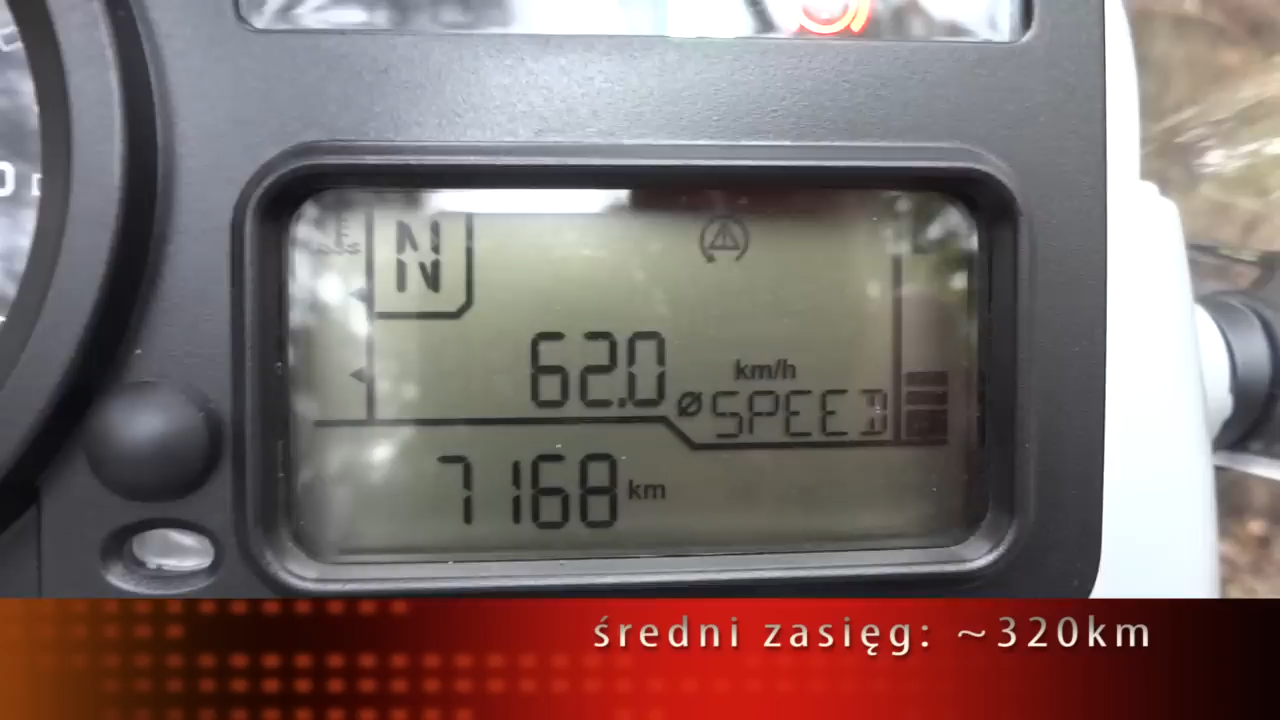 N
62.0 km/h
ø SPEED
7168 km
średni zasięg: ~320km